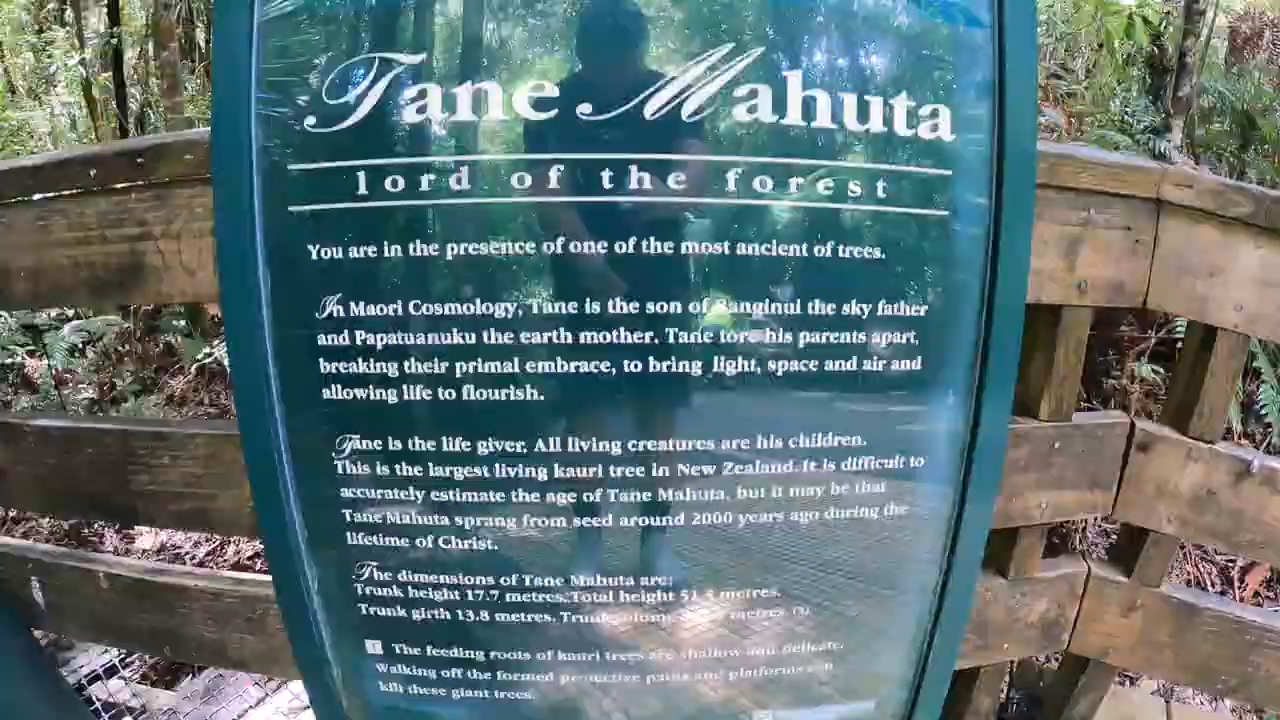 Tane Mahuta
lord of the forest
You are in the presence of one of the most ancient of trees.
In Maori Cosmology, Tane is the son of Ranginui the sky father
and Papatuanuku the earth mother. Tane tore his parents apart,
breaking their primal embrace, to bring light, space and air and
allowing life to flourish.
Tane is the life giver. All living creatures are his children.
This is the largest living kauri tree in New Zealand. It is difficult to
accurately estimate the age of Tane Mahuta, but it may be that
Tane Mahuta sprang from seed around 2000 years ago during the
lifetime of Christ.
The dimensions of Tane Mahuta are:
Trunk height 17.7 metres. Total height metres.
Trunk girth 13.8 metres. Trunk metres.
The feeding roots of kauri trees are shallow and delicate.
Walking off the formed protective paths and platforms can
kill these giant trees.